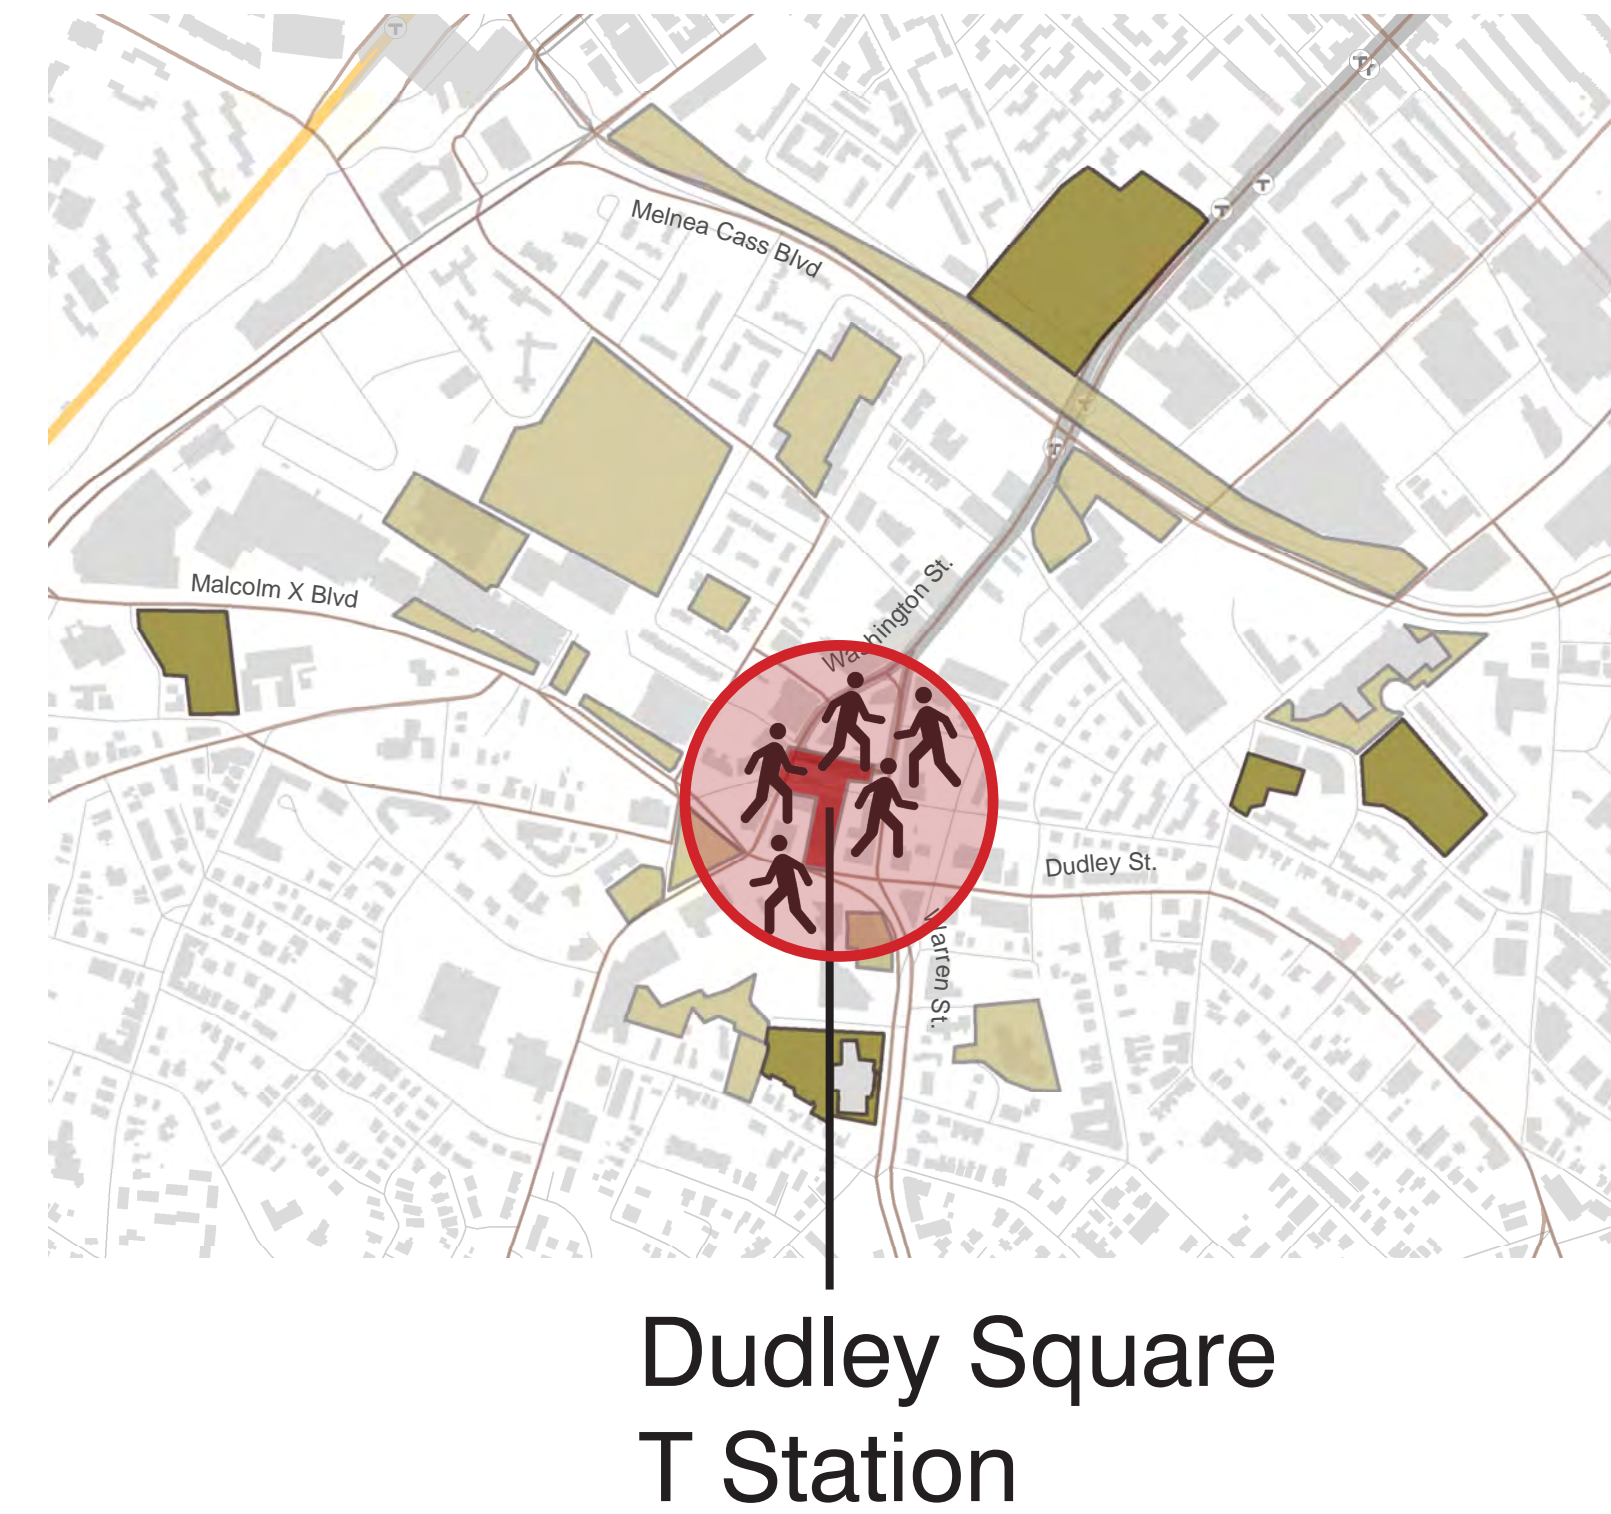 T
T
T
T
T
Melnea Cass Blvd
T
T
Washington St.
Malcolm X Blvd
Dudley St.
Warren St.
Dudley Square
T Station